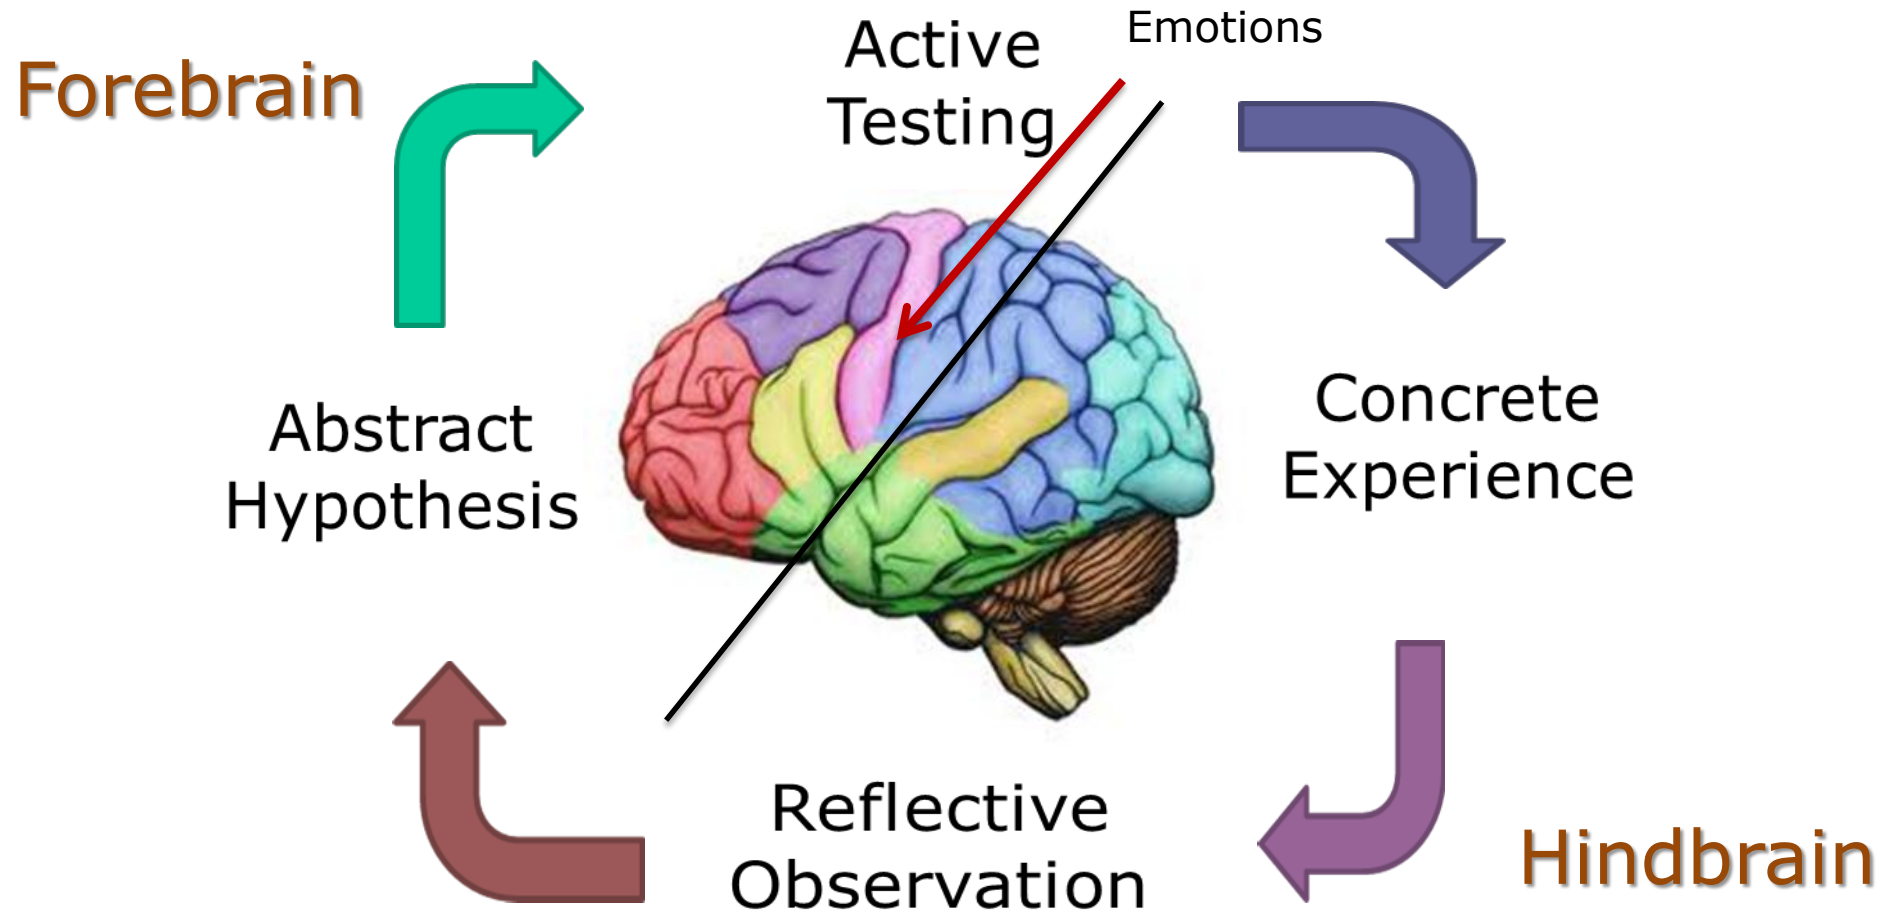 Forebrain
Active
Testing
Emotions
Abstract
Hypothesis
Concrete
Experience
Reflective
Observation
Hindbrain